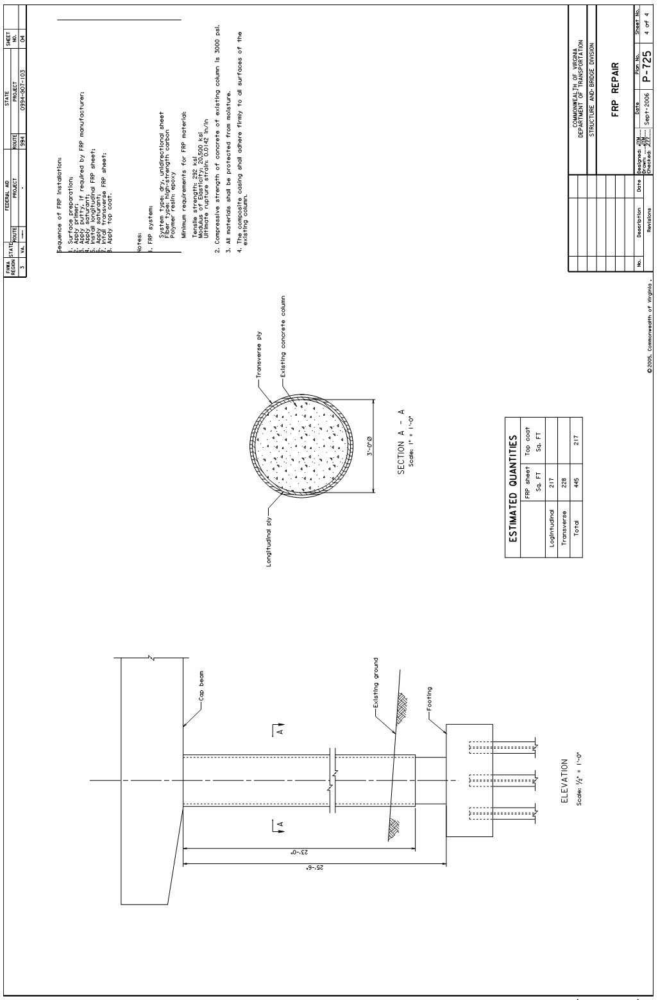 FHWA REGION
STATE
FEDERAL AID
ROUTE
PROJECT
STATE
ROUTE
PROJECT
SHEET NO.
3
VA.
994
0994-007-103
04
Sequence of FRP installation:
1. Surface preparation;
2. Apply primer;
3. Apply putty, if required by FRP manufacturer;
4. Apply saturant;
5. Install longitudinal FRP sheet;
6. Apply saturant;
7. Intall transverse FRP sheet;
8. Apply top coat.
Notes:
1. FRP system:
System type: dry, unidirectional sheet
Fiber type: high-strength carbon
Polymer resin: epoxy
Minimum requirements for FRP material:
Tensile strength: 292 ksi
Modulus of Elasticity: 20,500 ksi
Ultimate rupture strain: 0.0142 in/in
2. Compressive strength of concrete of existing column is 3000 psi.
3. All materials shall be protected from moisture.
4. The composite casing shall adhere firmly to all surfaces of the
existing column.
Cap beam
A
A
Existing ground
Footing
23'-0"
25'-6"
ELEVATION
Scale: 1/2" = 1'-0"
Longitudinal ply
Transverse ply
Existing concrete column
3'-0"Ø
SECTION A - A
Scale: 1" = 1'-0"
ESTIMATED QUANTITIES
FRP sheet
Top coat
Sq. FT
Sq. FT
Logintudinal 217
Transverse 228
Total 445 217
COMMONWEALTH OF VIRGINIA
DEPARTMENT OF TRANSPORTATION
STRUCTURE AND BRIDGE DIVISION
FRP REPAIR
No.
Description
Date
Revisions
Designed:
Drawn:
Checked:
Date
Sept. 2006
Plan No.
P-725
Sheet No.
4 of 4
©2005, Commonwealth of Virginia.